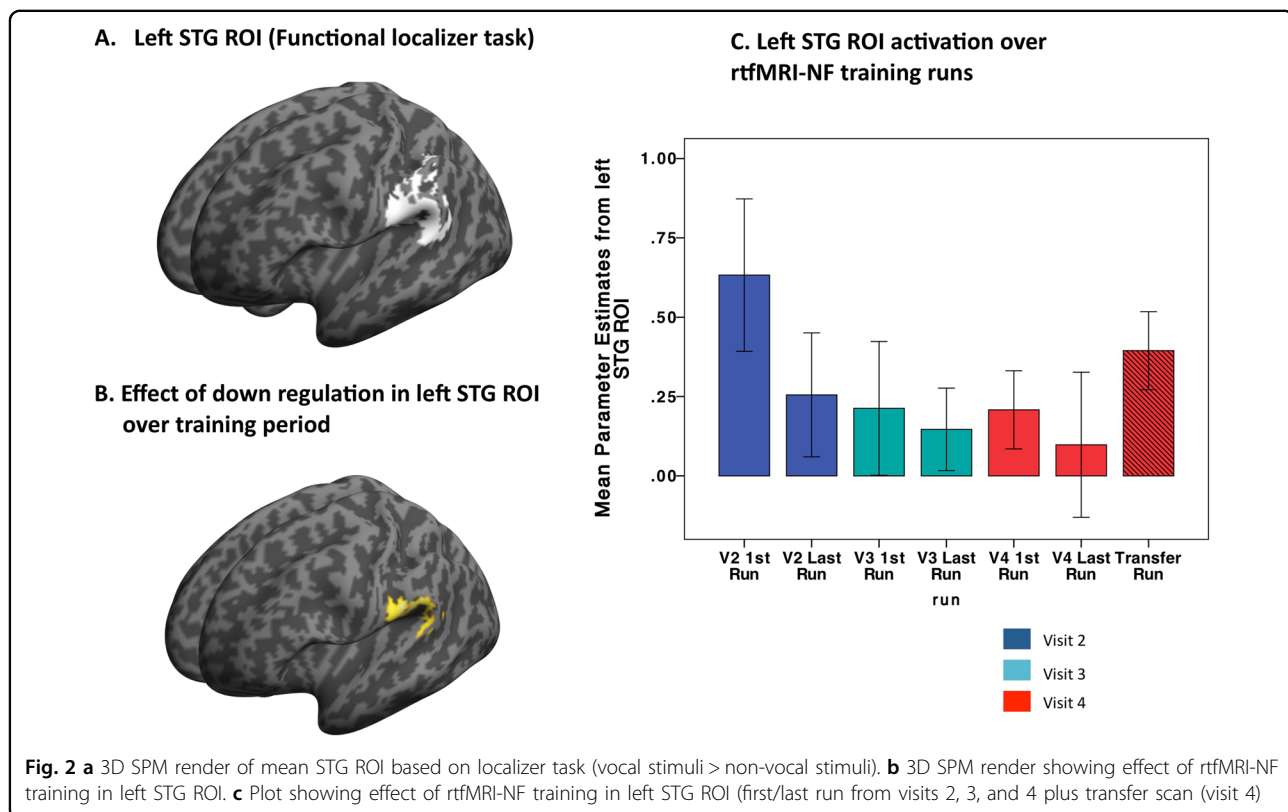 A. Left STG ROI (Functional localizer task)
B. Effect of down regulation in left STG ROI
over training period
C. Left STG ROI activation over
rtfMRI-NF training runs
Mean Parameter Estimates from left
STG ROI
1.00
.75
.50
.25
.00
V2 1st Run
V2 Last Run
V3 1st Run
V3 Last Run
V4 1st Run
V4 Last Run
Transfer Run
run
Visit 2
Visit 3
Visit 4
Fig. 2 a 3D SPM render of mean STG ROI based on localizer task (vocal stimuli > non-vocal stimuli). b 3D SPM render showing effect of rtfMRI-NF
training in left STG ROI. c Plot showing effect of rtfMRI-NF training in left STG ROI (first/last run from visits 2, 3, and 4 plus transfer scan (visit 4)